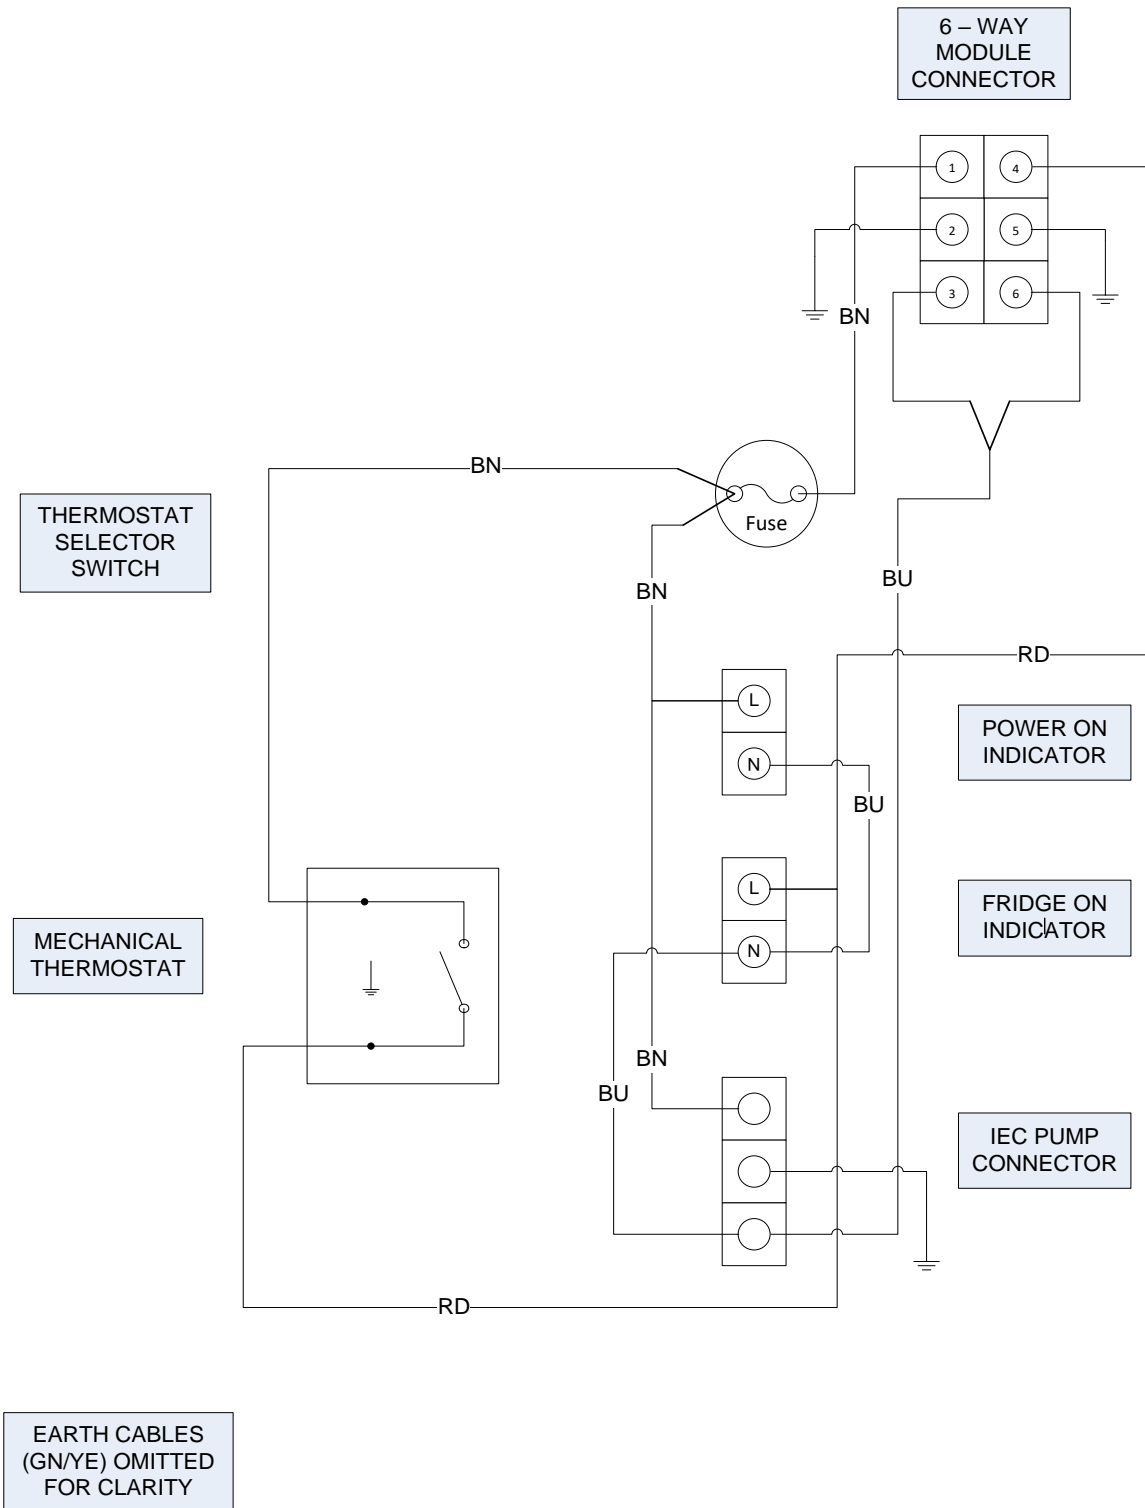 6 – WAY
MODULE
CONNECTOR
1
4
2
5
3
6
BN
BN
Fuse
THERMOSTAT
SELECTOR
SWITCH
BN
BU
RD
L
POWER ON
INDICATOR
N
BU
L
FRIDGE ON
INDICATOR
MECHANICAL
THERMOSTAT
N
BN
BU
IEC PUMP
CONNECTOR
RD
EARTH CABLES
(GN/YE) OMITTED
FOR CLARITY